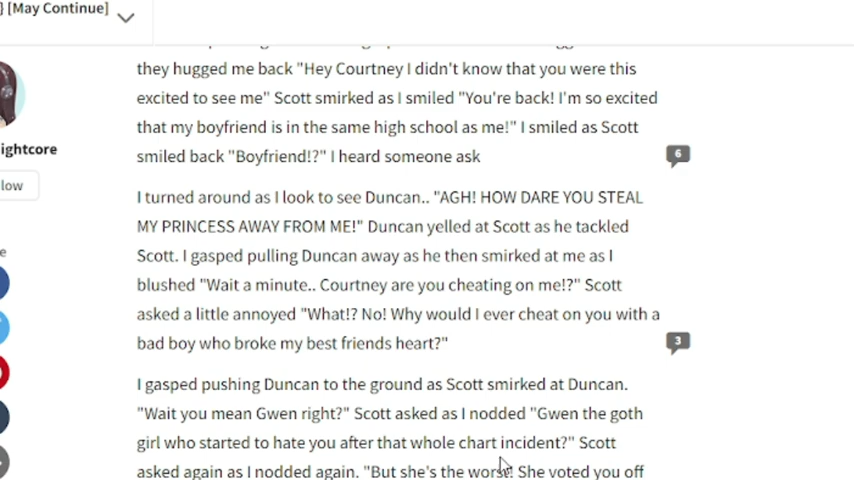 } [May Continue]
they hugged me back "Hey Courtney I didn't know that you were this
excited to see me" Scott smirked as I smiled "You're back! I'm so excited
that my boyfriend is in the same high school as me!" I smiled as Scott
ightcore
smiled back "Boyfriend!?" I heard someone ask
6
low
I turned around as I look to see Duncan.. "AGH! HOW DARE YOU STEAL
MY PRINCESS AWAY FROM ME!" Duncan yelled at Scott as he tackled
e
Scott. I gasped pulling Duncan away as he then smirked at me as I
blushed "Wait a minute.. Courtney are you cheating on me!?" Scott
asked a little annoyed "What!? No! Why would I ever cheat on you with a
bad boy who broke my best friends heart?"
3
I gasped pushing Duncan to the ground as Scott smirked at Duncan.
"Wait you mean Gwen right?" Scott asked as I nodded "Gwen the goth
girl who started to hate you after that whole chart incident?" Scott
asked again as I nodded again. "But she's the worst! She voted you off